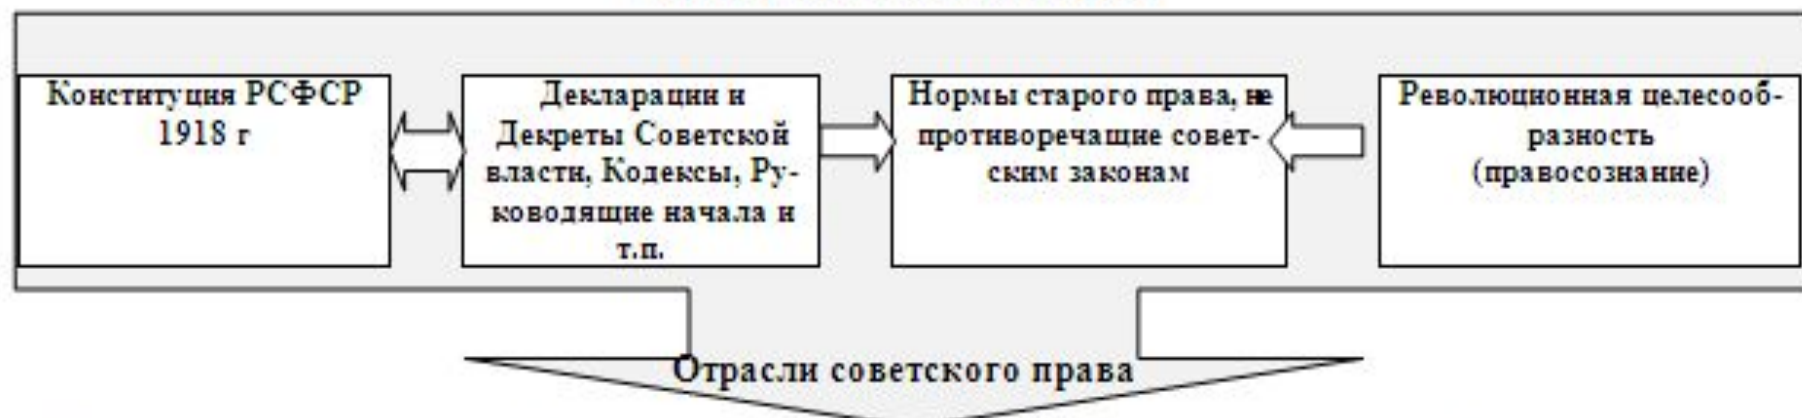 Конституция РСФСР
1918 г
Декларации и
Декреты Советской
власти, Кодексы, Ру-
ководящие начала и
т.п.
Нормы старого права, не
противоречащие совет-
ским законам
Революционная целесооб-
разность
(правосознание)
Отрасли советского права